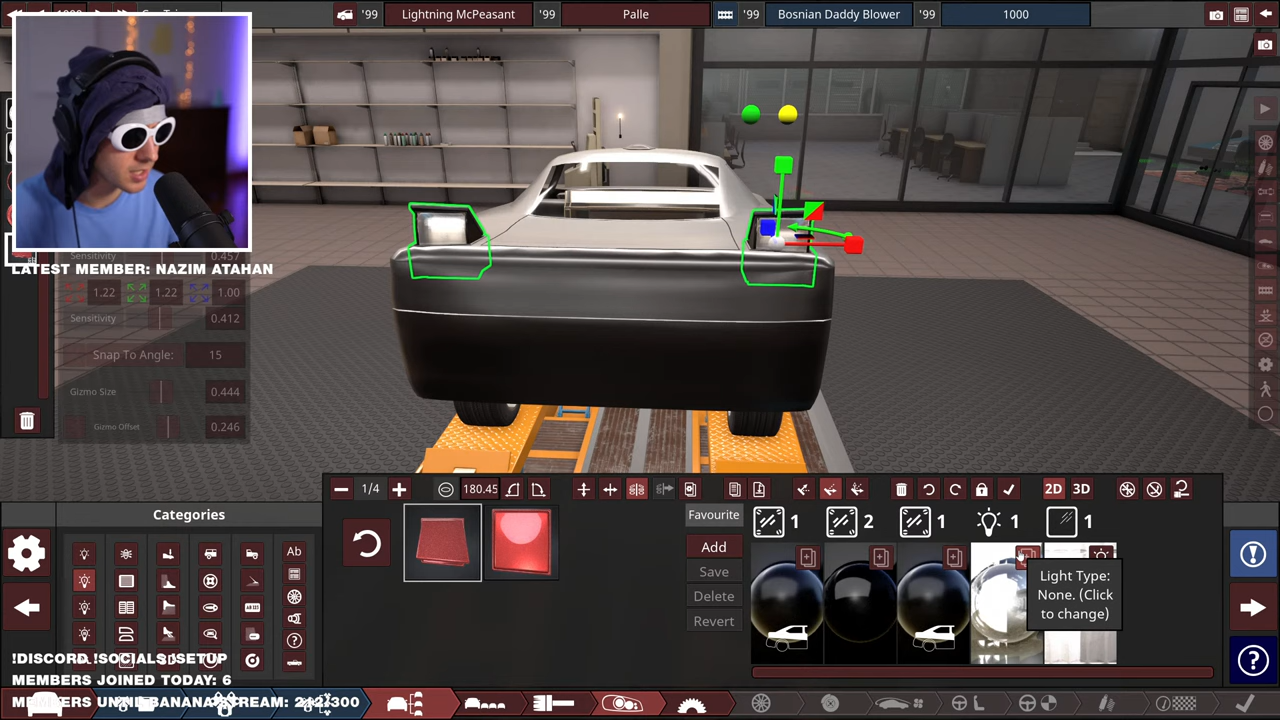 '99 Lightning McPeasant '99 Palle '99 Bosnian Daddy Blower '99 1000
LATEST MEMBER: NAZIM ATAHAN
1.22 1.22 1.00
Sensitivity 0.412
Snap To Angle: 15
Gizmo Size 0.444
Gizmo Offset 0.246
1/4 180.45 2D 3D
Categories
Ab
Favourite
Add
Save
Delete
Revert
1 2 1 1 1
Light Type:
None. (Click
to change)
!DISCORD !SOCIALS !SETUP
MEMBERS JOINED TODAY: 6